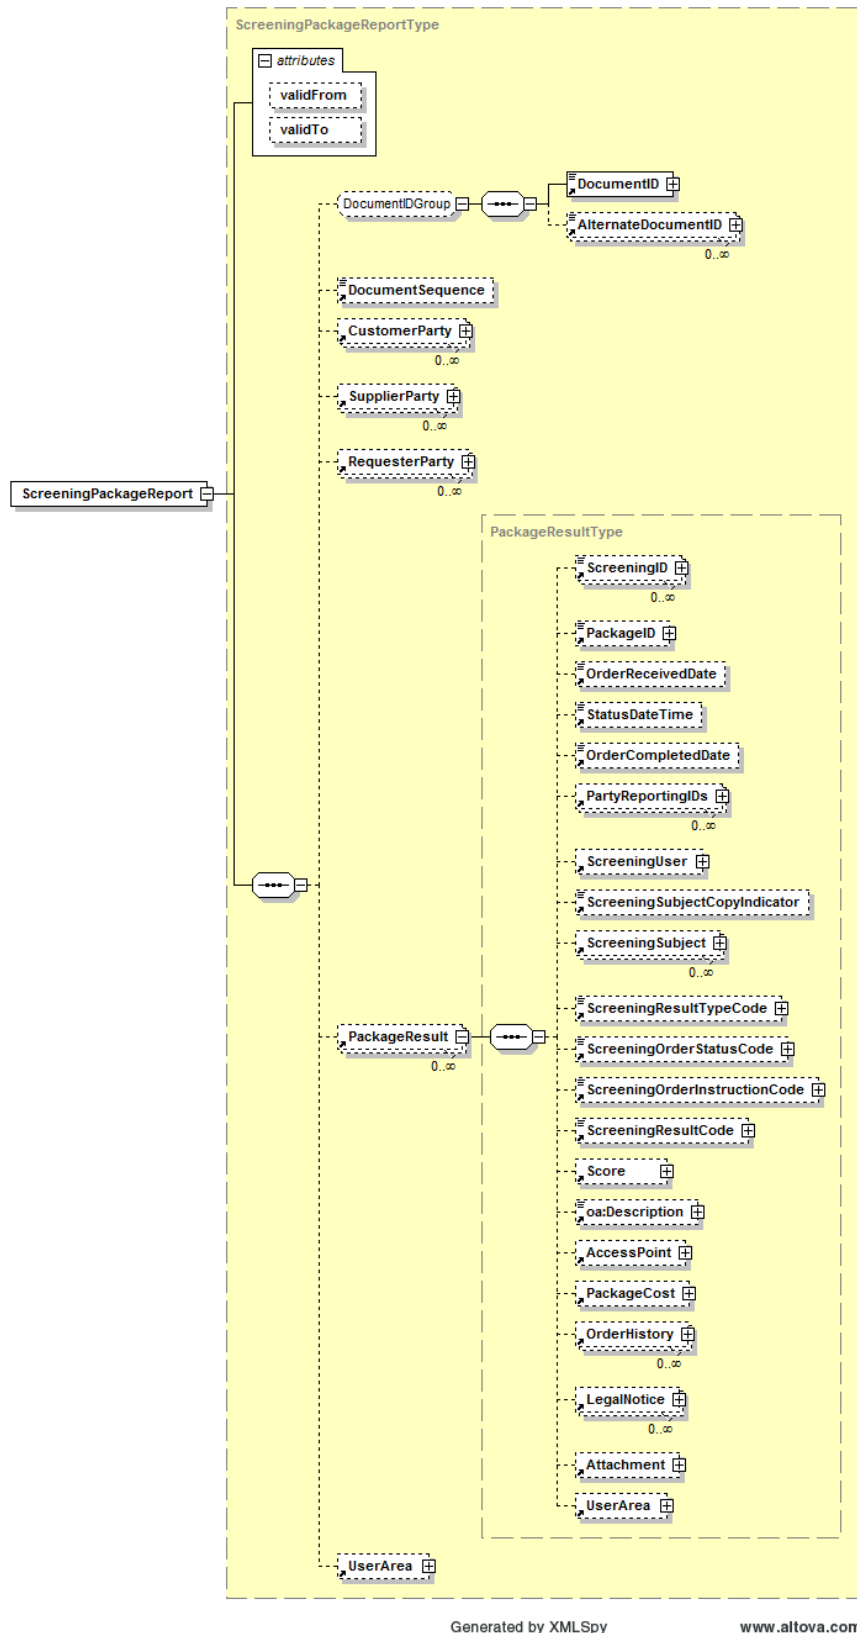 ScreeningPackageReportType
attributes
validFrom
validTo
DocumentIDGroup
DocumentID
AlternateDocumentID
0..∞
DocumentSequence
CustomerParty
0..∞
SupplierParty
0..∞
RequesterParty
0..∞
ScreeningPackageReport
PackageResultType
ScreeningID
0..∞
PackageID
OrderReceivedDate
StatusDateTime
OrderCompletedDate
PartyReportingIDs
0..∞
ScreeningUser
ScreeningSubjectCopyIndicator
ScreeningSubject
0..∞
ScreeningResultTypeCode
PackageResult
0..∞
ScreeningOrderStatusCode
ScreeningOrderInstructionCode
ScreeningResultCode
Score
oa:Description
AccessPoint
PackageCost
OrderHistory
0..∞
LegalNotice
0..∞
Attachment
UserArea
UserArea
Generated by XMLSpy
www.altova.com